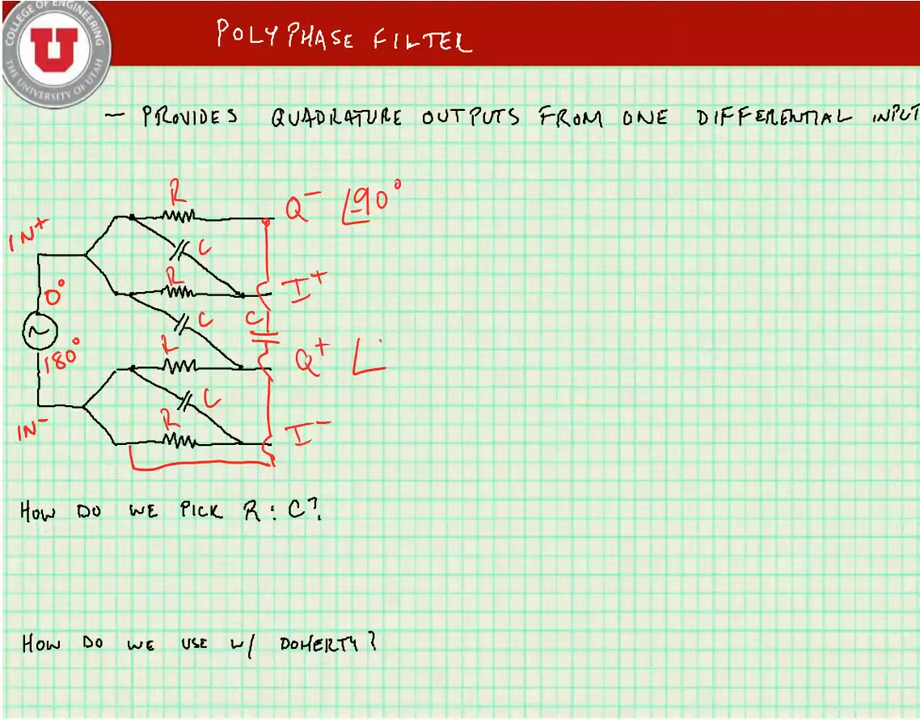 COLLEGE OF ENGINEERING
THE UNIVERSITY OF UTAH
U
POLYPHASE FILTER
— PROVIDES QUADRATURE OUTPUTS FROM ONE DIFFERENTIAL INPUT
R
Q⁻ ∠-90°
IN⁺
C
R
I⁺
0°
C
C
R
Q⁺ ∠
180°
C
R
I⁻
IN⁻
HOW DO WE PICK R : C?
HOW DO WE USE W/ DOHERTY?